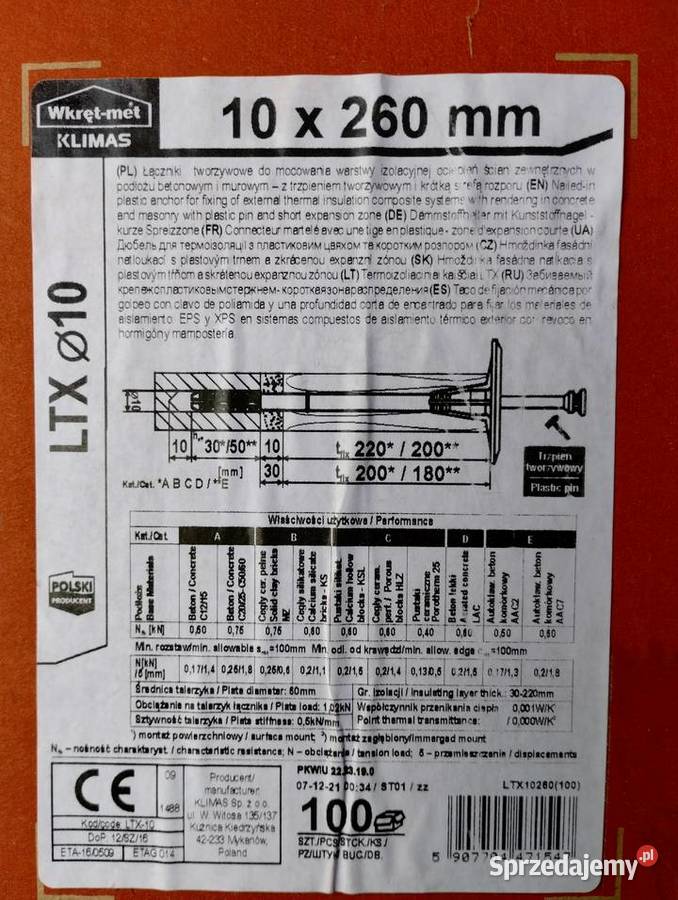 Wkręt-met
KLIMAS
10 x 260 mm
LTX ø10
POLSKI
PRODUCENT
(PL) Łączniki tworzywowe do mocowania warstwy izolacyjnej ociepleń ścian zewnętrznych w
podłożu betonowym i murowym – z trzpieniem tworzywowym i krótką strefą rozporu (EN) Nailed-in
plastic anchor for fixing of external thermal insulation composite systems with rendering in concrete
and masonry with plastic pin and short expansion zone (DE) Dämmstoffhalter mit Kunststoffnagel -
kurze Spreizzone (FR) Connecteur martelé avec une tige en plastique - zone d'expansion courte (UA)
Дюбель для термоізоляції з пластиковим цвяхом та коротким розпором (CZ) Hmoždinka fasádní
natloukací s plastovým trnem a zkrácenou expanzní zónou (SK) Hmoždinka fasádna natĺkacia s
plastovým tŕňom a skrátenou expanznou zónou (LT) Termoizoliaciniai kaiščiai LTX (RU) Забиваемый
крепеж с пластиковым стержнем - короткая зона распределения (ES) Taco de fijación mecánica por
golpeo con clavo de poliamida y una profundidad corta de encastrado para fijar los materiales de
aislamiento EPS y XPS en sistemas compuestos de aislamiento térmico exterior con revoco en
hormigón y mampostería.
ø10
10 30*/50** 10 tfix 220* / 200**
[mm] 30 tfix 200* / 180**
Kat./Cat. *A B C D / **E
Trzpień
tworzywowy
Plastic pin
Właściwości użytkowe / Performance
Kat./Cat. A B C D E
Podłoże
Base Materials
Beton / Concrete
C12/15
Beton / Concrete
C20/25-C50/60
Cegły cer. pełne
Solid clay bricks
MZ
Cegły silikatowe
Calcium silicate
bricks - KS
Pustaki silikat.
Calcium hollow
blocks - KSL
Cegły ceram.
perf. / Porous
blocks HLZ
Pustaki
ceramiczne
Porotherm 25
Beton lekki
Aerated concrete
LAC
Autoklaw. beton
komórkowy
AAC2
Autoklaw. beton
komórkowy
AAC7
Nrk [kN] 0,50 0,75 0,75 0,60 0,60 0,60 0,40 0,60 0,50 0,50
Min. rozstaw/min. allowable smin=100mm Min. odl. od krawędzi/min. allow. edge cmin=100mm
N[kN]
/δ [mm] 0,17/1,4 0,25/1,8 0,25/0,6 0,2/1,1 0,2/1,5 0,2/1,4 0,13/0,5 0,2/1,5 0,17/1,3 0,2/1,8
Średnica talerzyka / Plate diameter: 60mm Gr. izolacji / Insulating layer thick.: 30-220mm
Obciążenie na talerzyk łącznika / Plate load: 1,02kN Współczynnik przenikania ciepła 0,001W/K
Sztywność talerzyka / Plate stiffness: 0,5kN/mm Point thermal transmittance: / 0,000W/K
*) montaż powierzchniowy / surface mount; **) montaż zagłębiony/immerged mount
Nrk – nośność charakteryst. / characteristic resistance; N – obciążenie / tension load; δ – przemieszczenie / displacements
CE
09
1488
Kod/code: LTX-10
DoP: 12/SZ/16
ETA-16/0509 ETAG 014
Producent/
manufacturer:
KLIMAS Sp. z o.o.
ul. W. Witosa 135/137
Kuźnica Kiedrzyńska
42-233 Mykanów,
Poland
PKWIU 22.23.19.0
07-12-21 00:34 / ST01 / zz
LTX10260(100)
100
SZT./PCS/STCK./KS /
PZ/ШТУК BUC./DB.
Sprzedajemy.pl